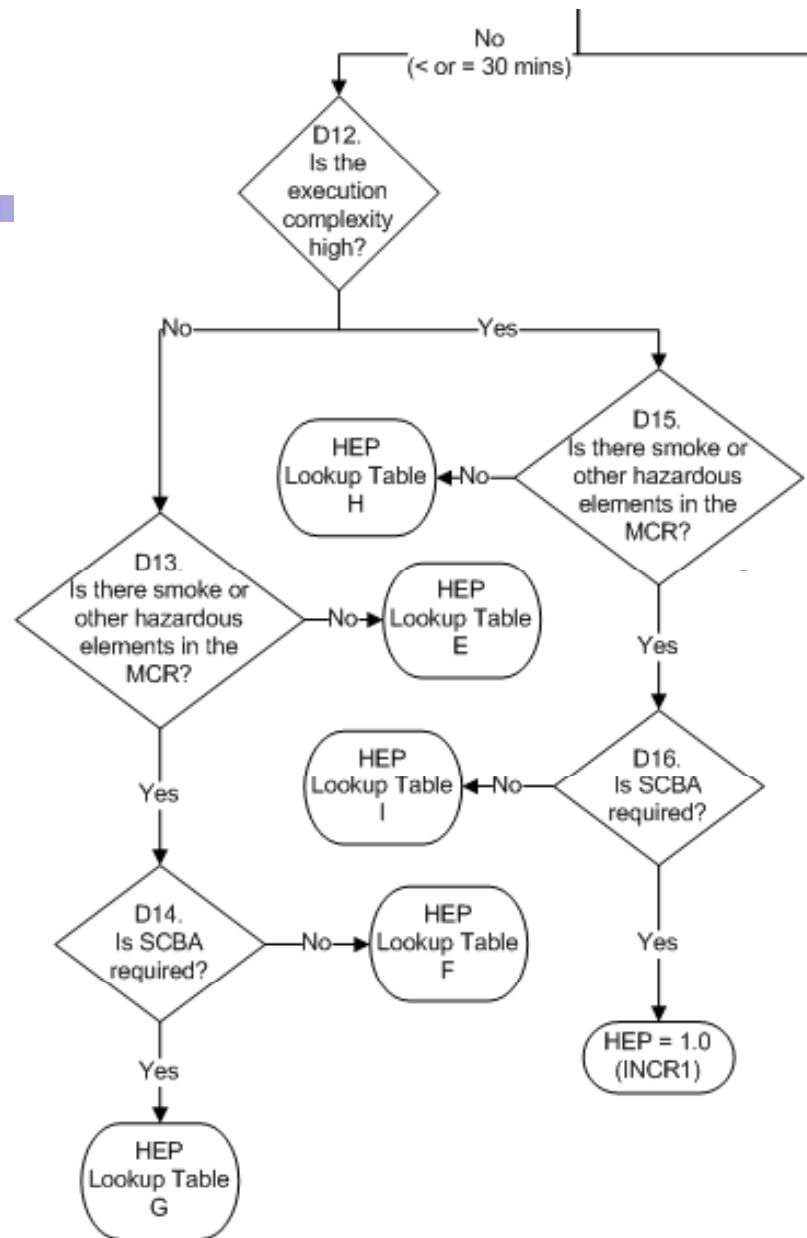 No
(< or = 30 mins)
D12.
Is the
execution
complexity
high?
No
Yes
D15.
Is there smoke or
other hazardous
elements in the
MCR?
No
HEP
Lookup Table
H
D13.
Is there smoke or
other hazardous
elements in the
MCR?
No
HEP
Lookup Table
E
Yes
D16.
Is SCBA
required?
No
HEP
Lookup Table
I
Yes
D14.
Is SCBA
required?
No
HEP
Lookup Table
F
Yes
HEP = 1.0
(INCR1)
Yes
HEP
Lookup Table
G